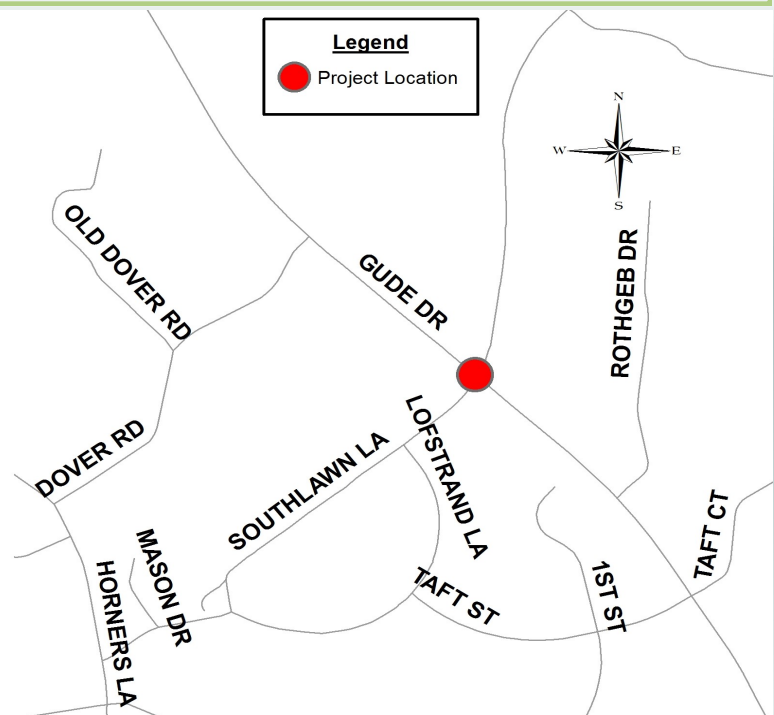 Legend
Project Location
N
W
E
S
OLD DOVER RD
GUDE DR
ROTHGEB DR
DOVER RD
SOUTHLAWN LA
LOFSTRAND LA
MASON DR
HORNERS LA
TAFT ST
1ST ST
TAFT CT